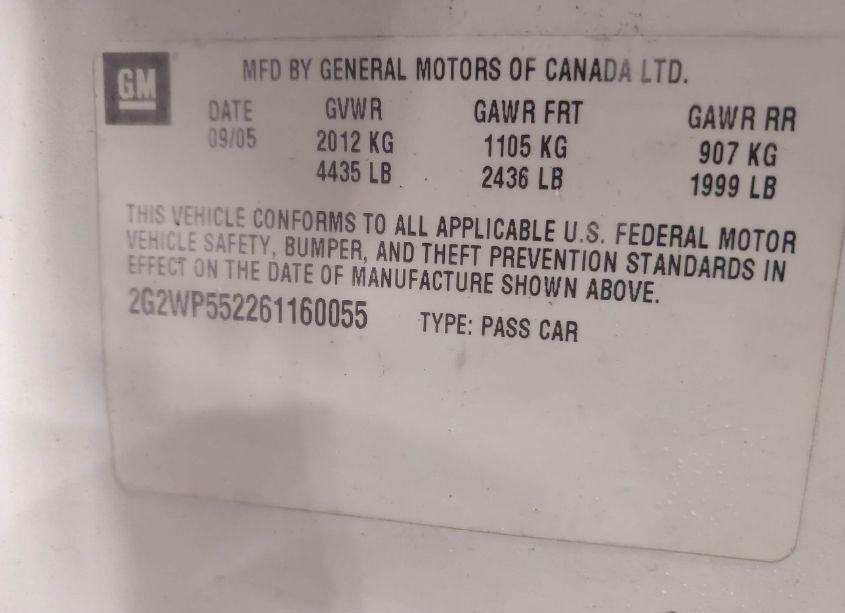 GM
MFD BY GENERAL MOTORS OF CANADA LTD.
DATE GVWR GAWR FRT GAWR RR
09/05 2012 KG 1105 KG 907 KG
4435 LB 2436 LB 1999 LB
THIS VEHICLE CONFORMS TO ALL APPLICABLE U.S. FEDERAL MOTOR
VEHICLE SAFETY, BUMPER, AND THEFT PREVENTION STANDARDS IN
EFFECT ON THE DATE OF MANUFACTURE SHOWN ABOVE.
2G2WP552261160055 TYPE: PASS CAR